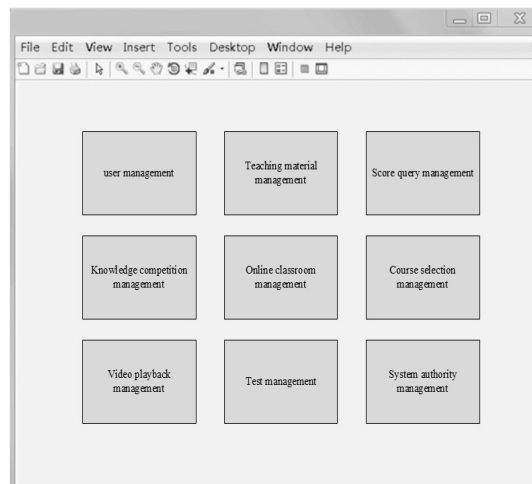 File Edit View Insert Tools Desktop Window Help
user management
Teaching material
management
Score query management
Knowledge competition
management
Online classroom
management
Course selection
management
Video playback
management
Test management
System authority
management